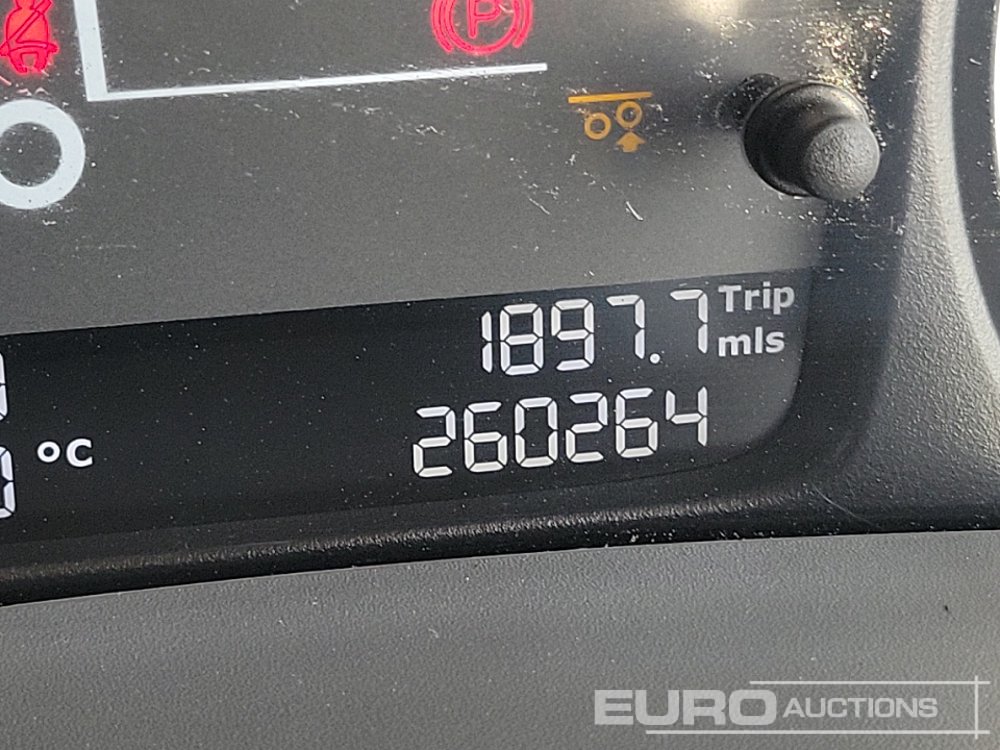 P
1897.7 Trip
mls
°C 260264
EURO AUCTIONS